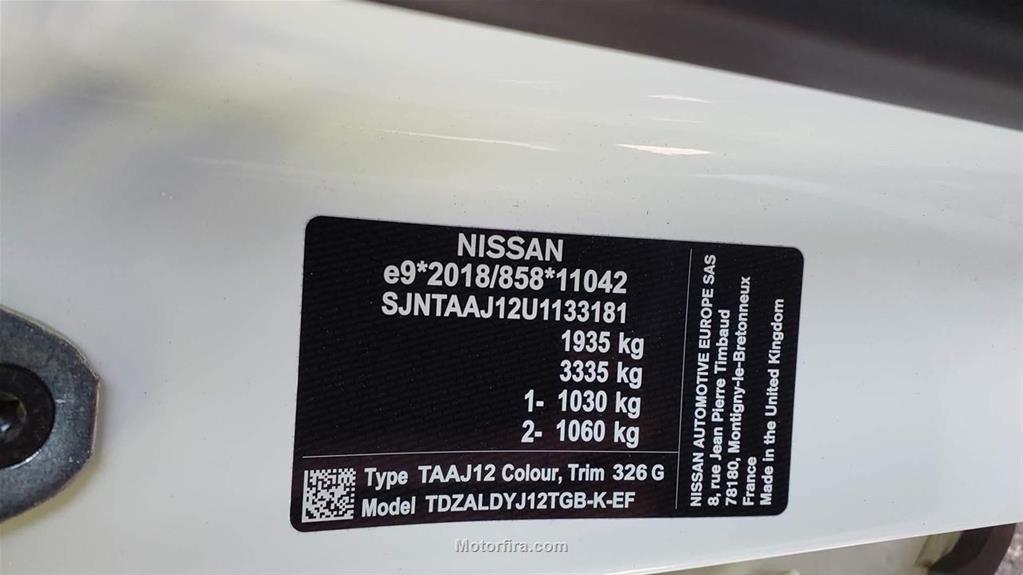 NISSAN
e9*2018/858*11042
SJNTAAJ12U1133181
1935 kg
3335 kg
1- 1030 kg
2- 1060 kg
Type TAAJ12 Colour, Trim 326 G
Model TDZALDYJ12TGB-K-EF
NISSAN AUTOMOTIVE EUROPE SAS
8, rue Jean Pierre Timbaud
78180, Montigny-le-Bretonneux
France
Made in the United Kingdom
Motorfira.com